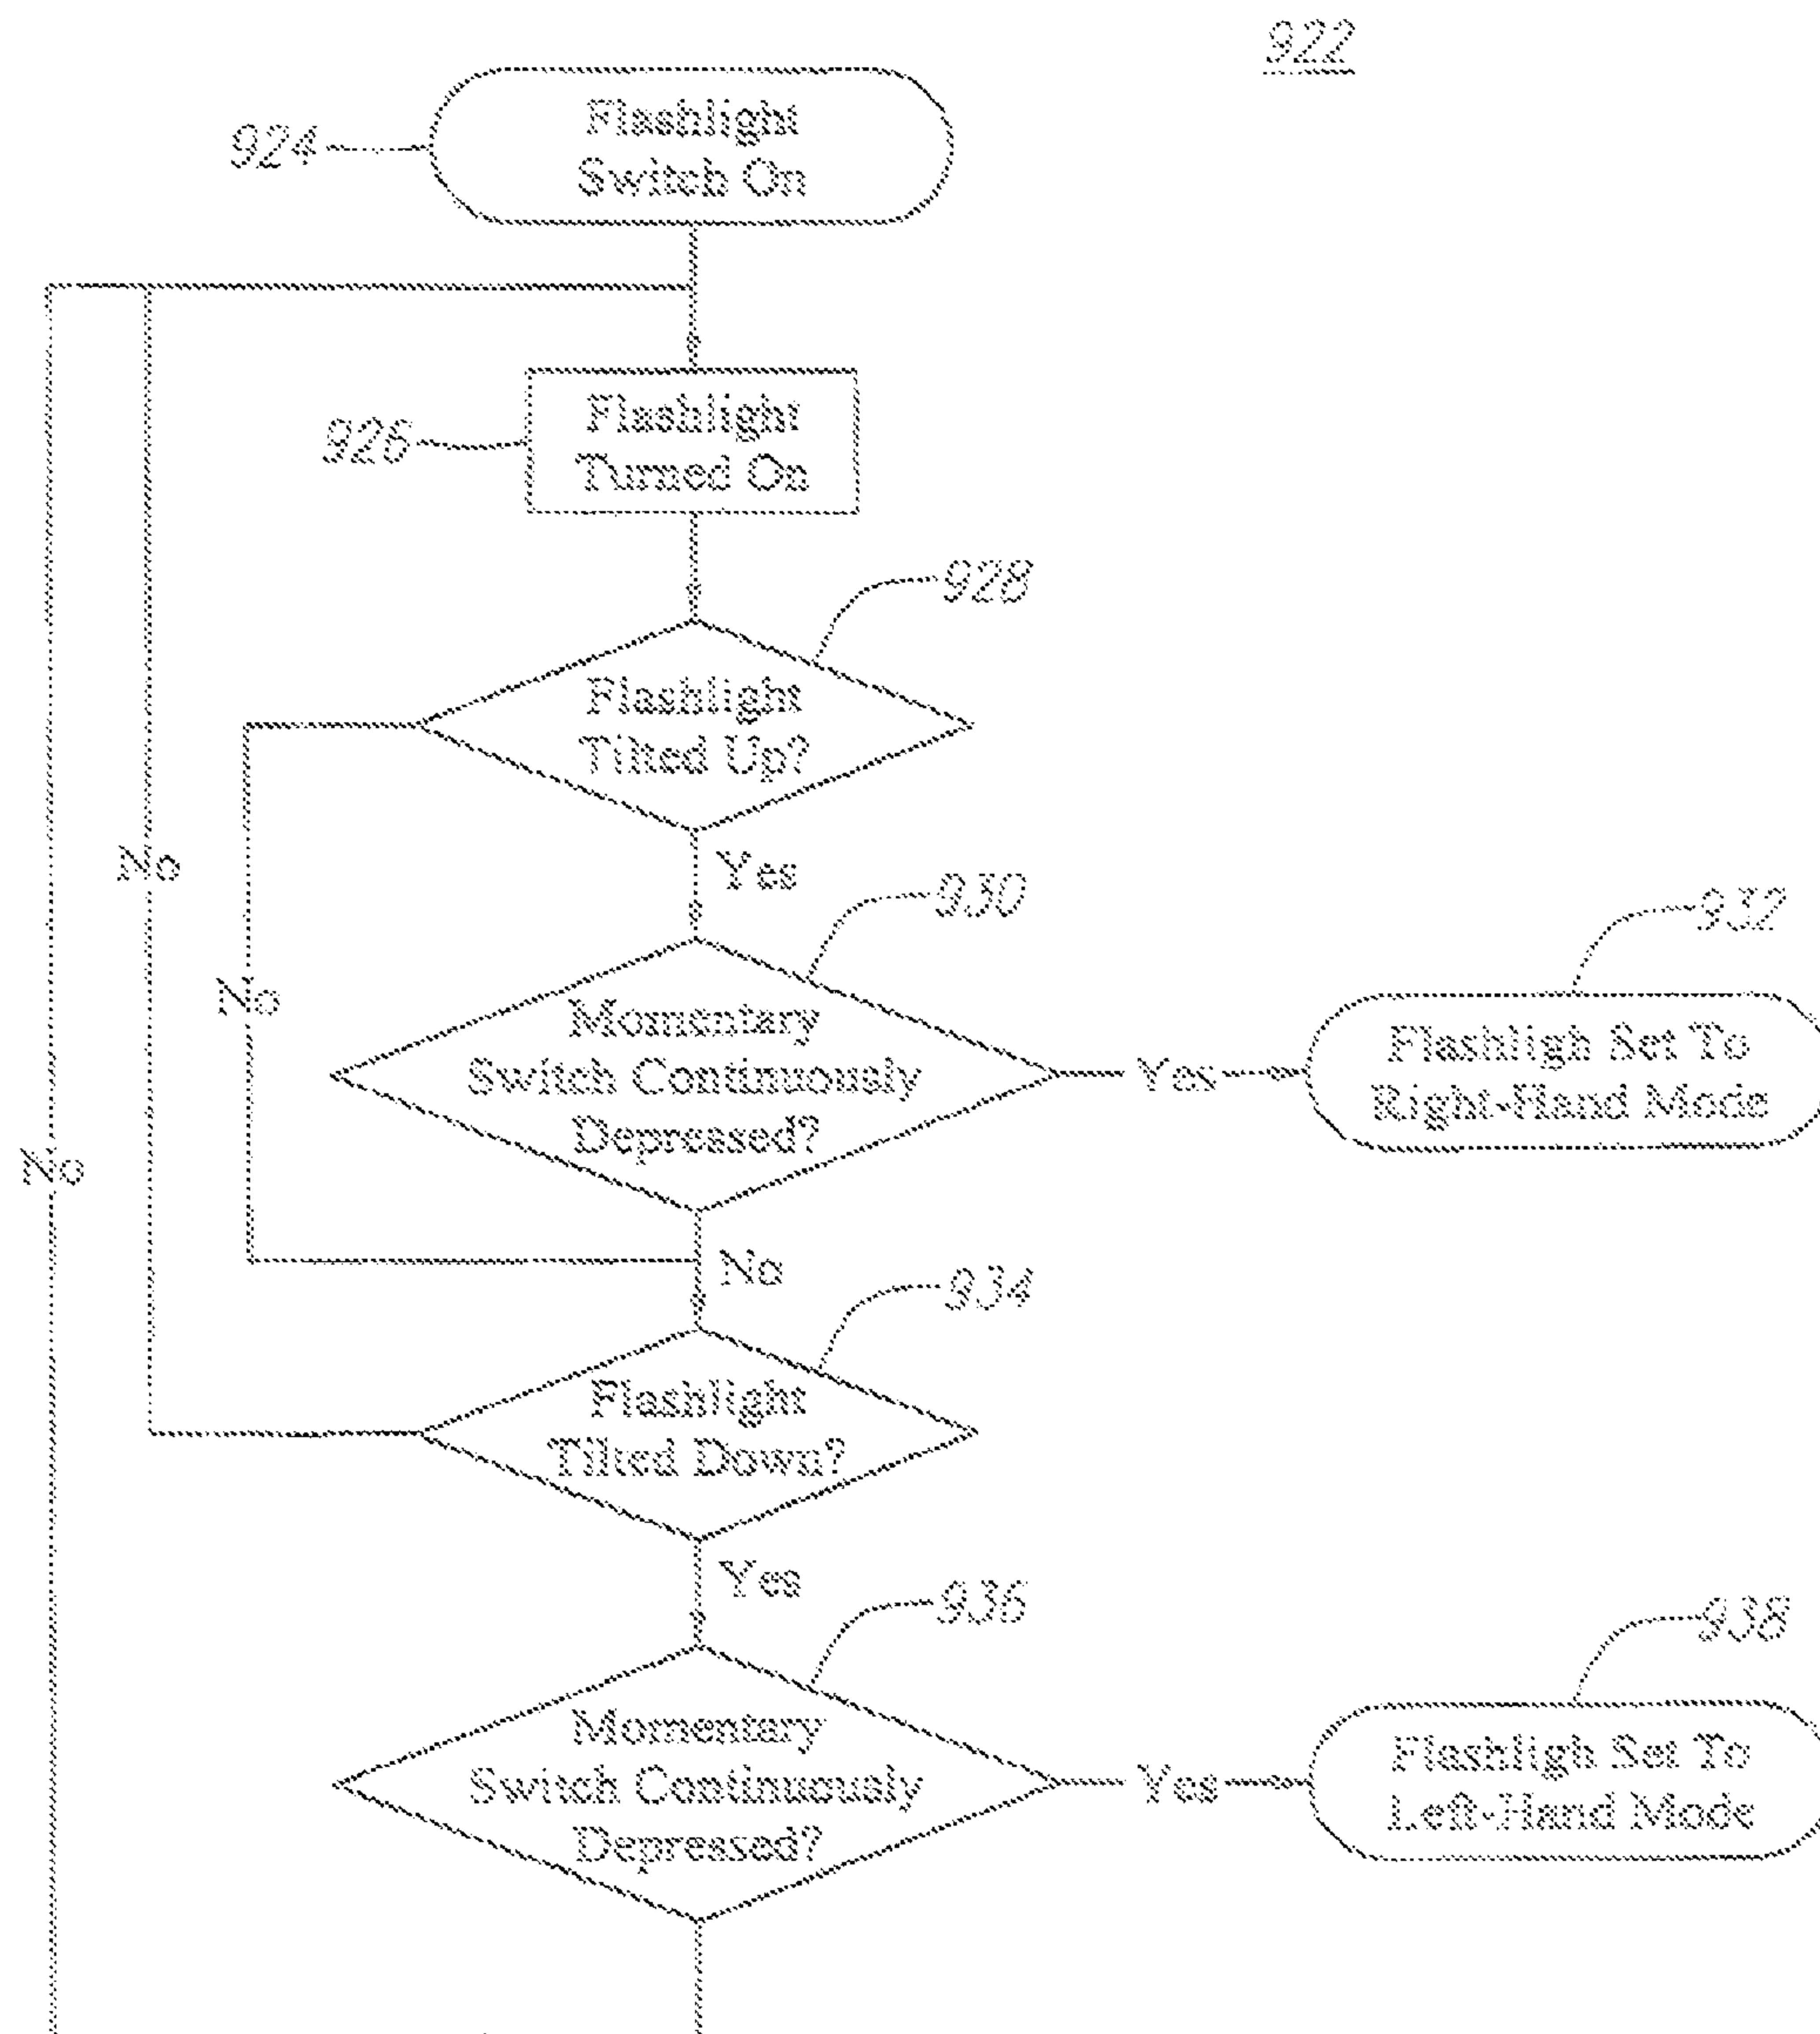 922
924
Flashlight
Switch On
926
Flashlight
Turned On
928
Flashlight
Tilted Up?
No
Yes
930
932
No
Momentary
Switch Continuously
Depressed?
Yes
Flashligh Set To
Right-Hand Mode
No
No
934
Flashlight
Tilted Down?
Yes
936
938
Momentary
Switch Continuously
Depressed?
Yes
Flashligh Set To
Left-Hand Mode